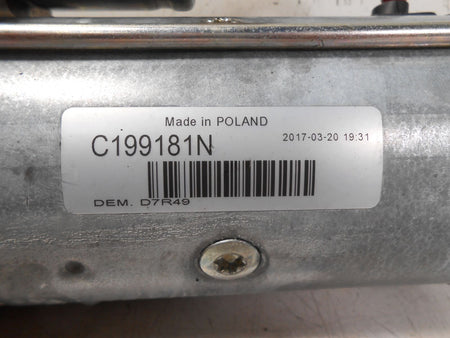 Made in POLAND
C199181N 2017-03-20 19:31
DEM. D7R49